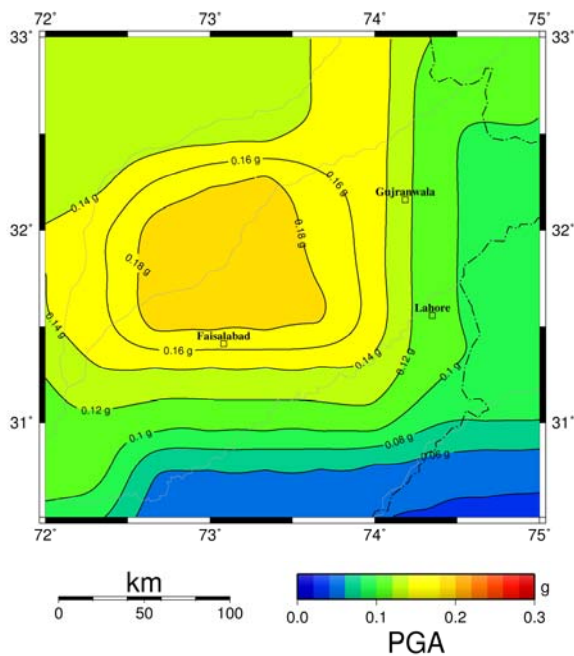 72˚ 73˚ 74˚ 75˚
33˚ 33˚
0.16 g
0.14 g
0.16 g
Gujranwala
32˚ 32˚
0.18 g
0.18 g
Lahore
0.14 g
Faisalabad
0.16 g
0.14 g
0.12 g
0.1 g
0.12 g
31˚ 31˚
0.1 g
0.08 g
0.06 g
72˚ 73˚ 74˚ 75˚
km
0 50 100
g
0.0 0.1 0.2 0.3
PGA